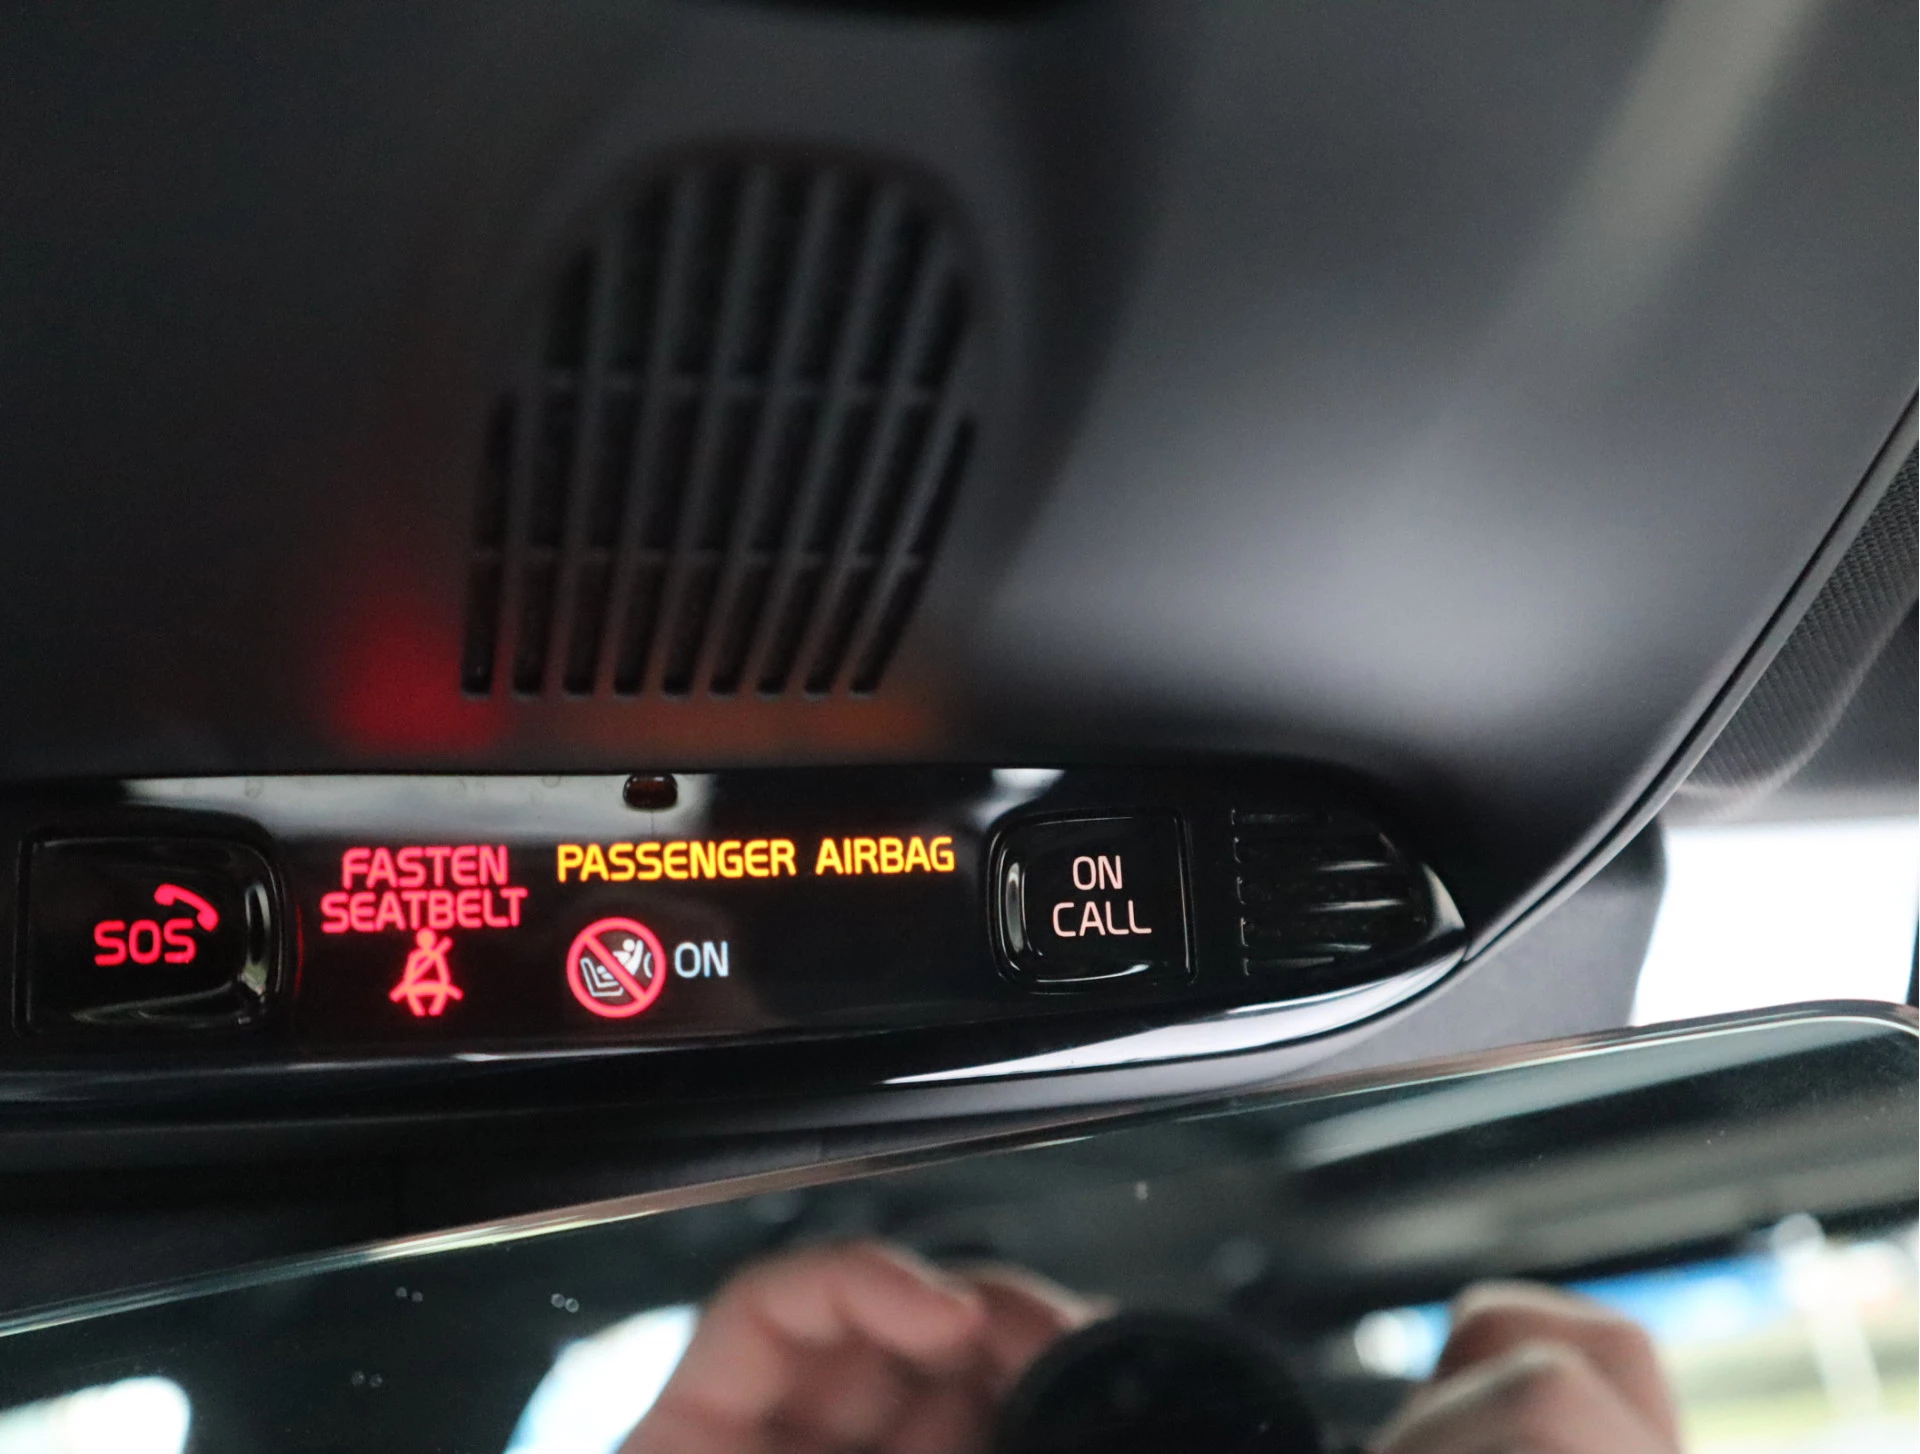 SOS
FASTEN
SEATBELT
PASSENGER AIRBAG
ON
ON
CALL